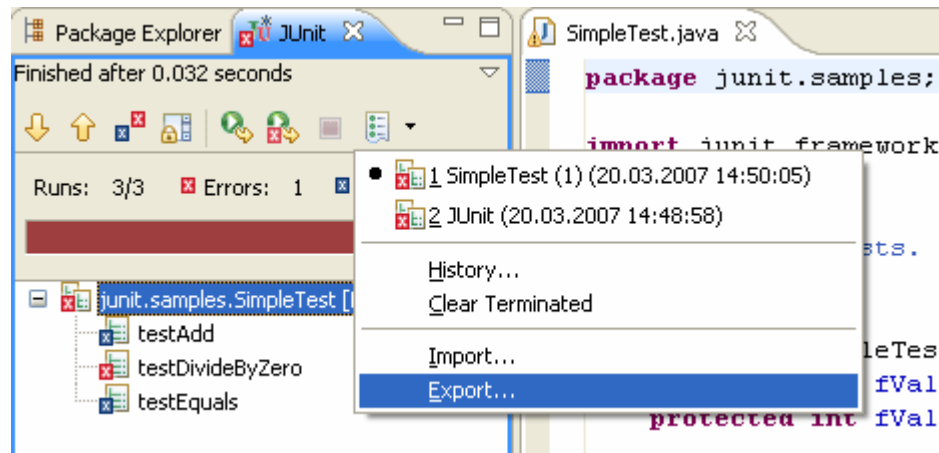 Package Explorer JUnit SimpleTest.java
Finished after 0.032 seconds
package junit.samples;
import junit framework
Runs: 3/3 Errors: 1
1 SimpleTest (1) (20.03.2007 14:50:05)
2 JUnit (20.03.2007 14:48:58)
sts.
History...
Clear Terminated
junit.samples.SimpleTest [
testAdd
testDivideByZero
testEquals
Import...
Export...
leTes
fVal
protected int fVal